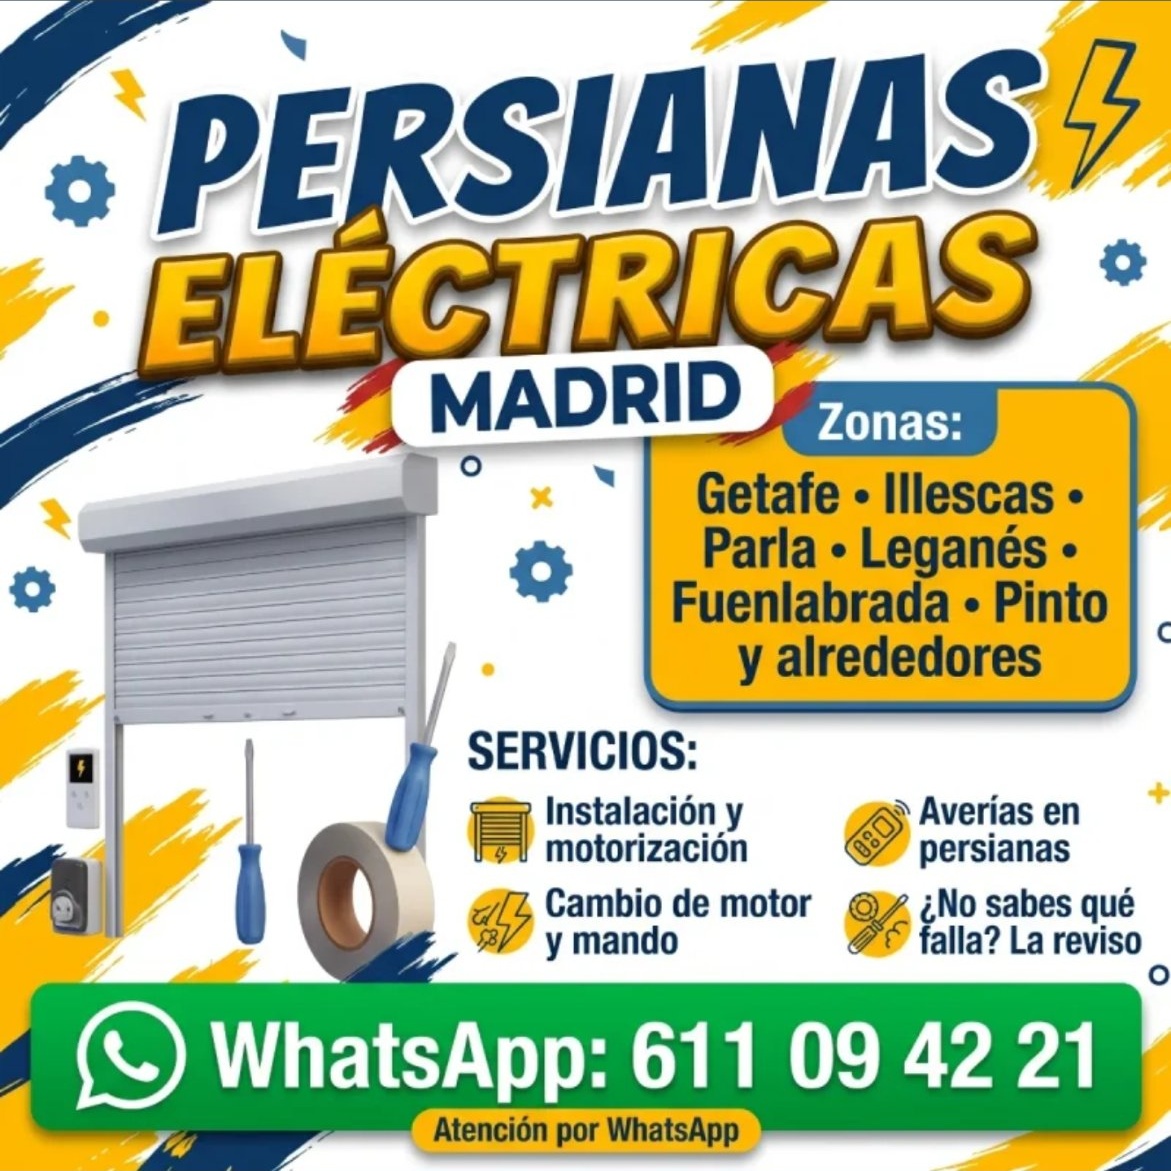 PERSIANAS
ELÉCTRICAS
MADRID
Zonas:
Getafe • Illescas •
Parla • Leganés •
Fuenlabrada • Pinto
y alrededores
SERVICIOS:
Instalación y
motorización
Averías en
persianas
Cambio de motor
y mando
¿No sabes qué
falla? La reviso
WhatsApp: 611 09 42 21
Atención por WhatsApp